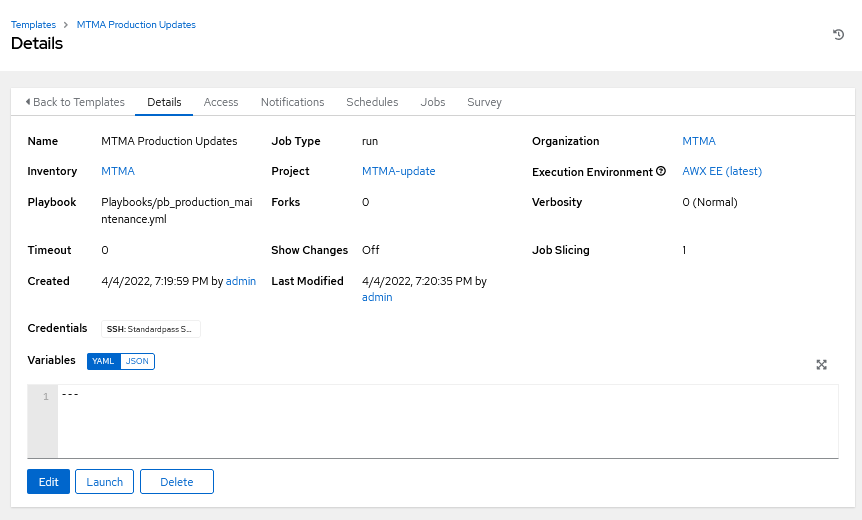 Templates > MTMA Production Updates
Details
Back to Templates Details Access Notifications Schedules Jobs Survey
Name MTMA Production Updates Job Type run Organization MTMA
Inventory MTMA Project MTMA-update Execution Environment AWX EE (latest)
Playbook Playbooks/pb_production_mai Forks 0 Verbosity 0 (Normal)
ntenance.yml
Timeout 0 Show Changes Off Job Slicing 1
Created 4/4/2022, 7:19:59 PM by admin Last Modified 4/4/2022, 7:20:35 PM by
admin
Credentials SSH: Standardpass S...
Variables YAML JSON
1 ---
Edit Launch Delete